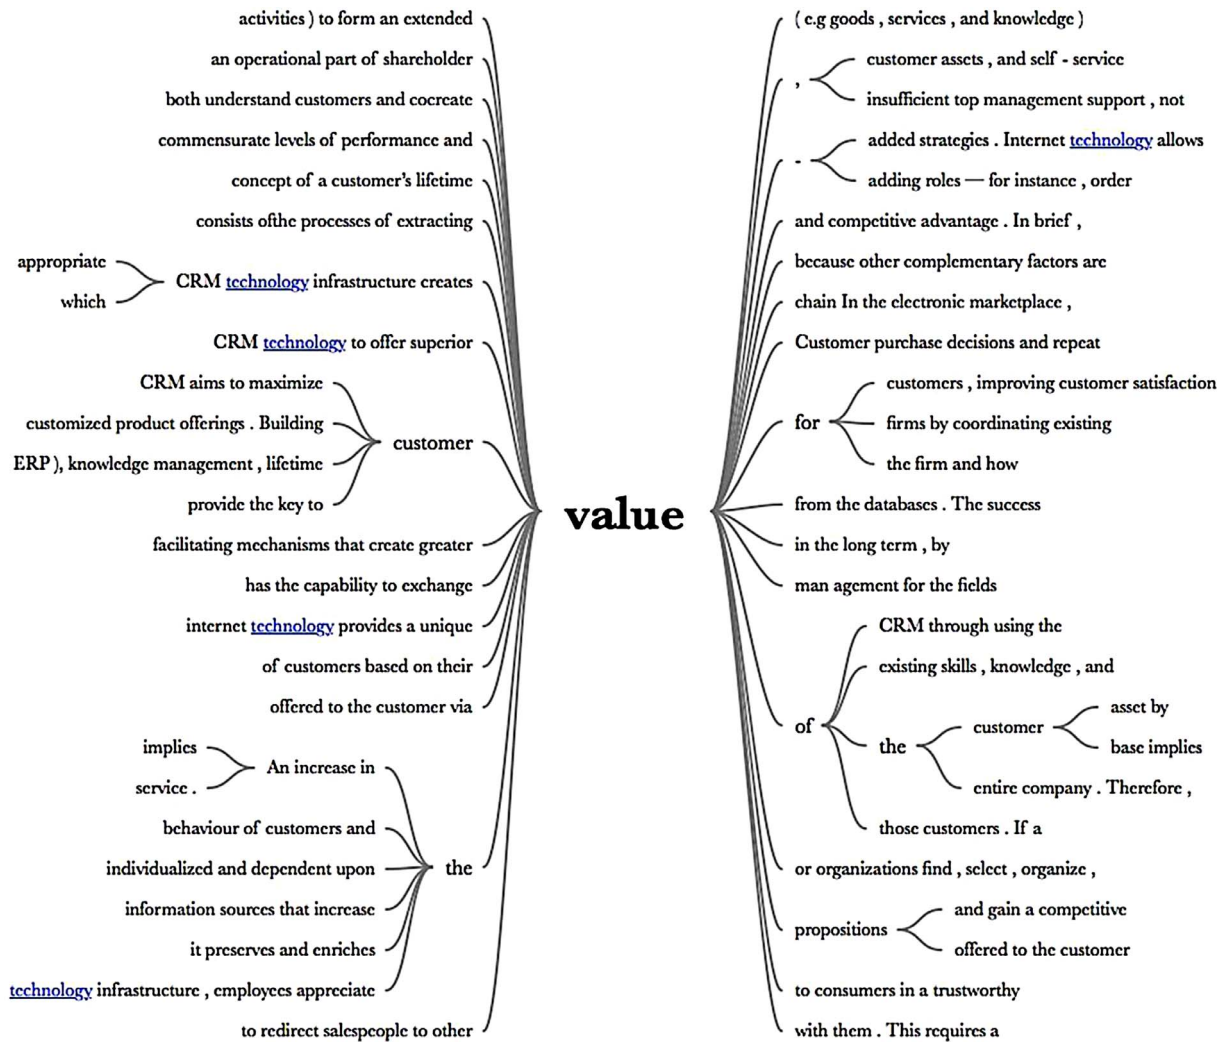 activities ) to form an extended
an operational part of shareholder
both understand customers and cocreate
commensurate levels of performance and
concept of a customer's lifetime
consists ofthe processes of extracting
appropriate
which
CRM technology infrastructure creates
CRM technology to offer superior
CRM aims to maximize
customized product offerings . Building
ERP ), knowledge management , lifetime
provide the key to
customer
facilitating mechanisms that create greater
has the capability to exchange
internet technology provides a unique
of customers based on their
offered to the customer via
implies
service .
An increase in
behaviour of customers and
individualized and dependent upon
information sources that increase
it preserves and enriches
technology infrastructure , employees appreciate
the
to redirect salespeople to other
value
( e.g goods , services , and knowledge )
,
customer assets , and self - service
insufficient top management support , not
-
added strategies . Internet technology allows
adding roles — for instance , order
and competitive advantage . In brief ,
because other complementary factors are
chain In the electronic marketplace ,
Customer purchase decisions and repeat
for
customers , improving customer satisfaction
firms by coordinating existing
the firm and how
from the databases . The success
in the long term , by
man agement for the fields
of
CRM through using the
existing skills , knowledge , and
the
customer
asset by
base implies
entire company . Therefore ,
those customers . If a
or organizations find , select , organize ,
propositions
and gain a competitive
offered to the customer
to consumers in a trustworthy
with them . This requires a